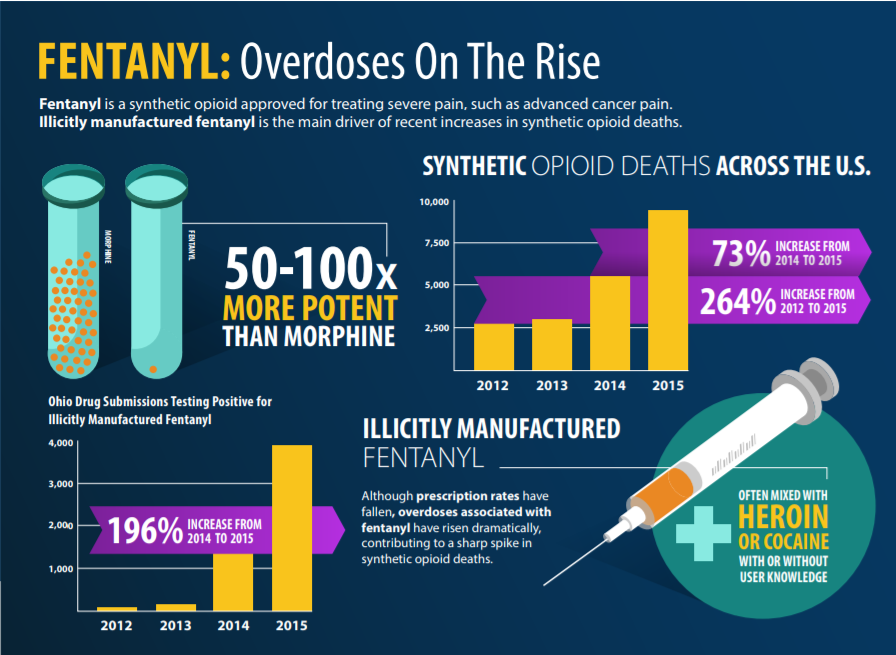 FENTANYL: Overdoses On The Rise
Fentanyl is a synthetic opioid approved for treating severe pain, such as advanced cancer pain.
Illicitly manufactured fentanyl is the main driver of recent increases in synthetic opioid deaths.
MORPHINE
FENTANYL
50-100x
MORE POTENT
THAN MORPHINE
SYNTHETIC OPIOID DEATHS ACROSS THE U.S.
10,000
7,500
5,000
2,500
73% INCREASE FROM
2014 TO 2015
264% INCREASE FROM
2012 TO 2015
2012 2013 2014 2015
Ohio Drug Submissions Testing Positive for
Illicitly Manufactured Fentanyl
4,000
3,000
2,000
1,000
196% INCREASE FROM
2014 TO 2015
2012 2013 2014 2015
ILLICITLY MANUFACTURED
FENTANYL
Although prescription rates have
fallen, overdoses associated with
fentanyl have risen dramatically,
contributing to a sharp spike in
synthetic opioid deaths.
OFTEN MIXED WITH
HEROIN
OR COCAINE
WITH OR WITHOUT
USER KNOWLEDGE